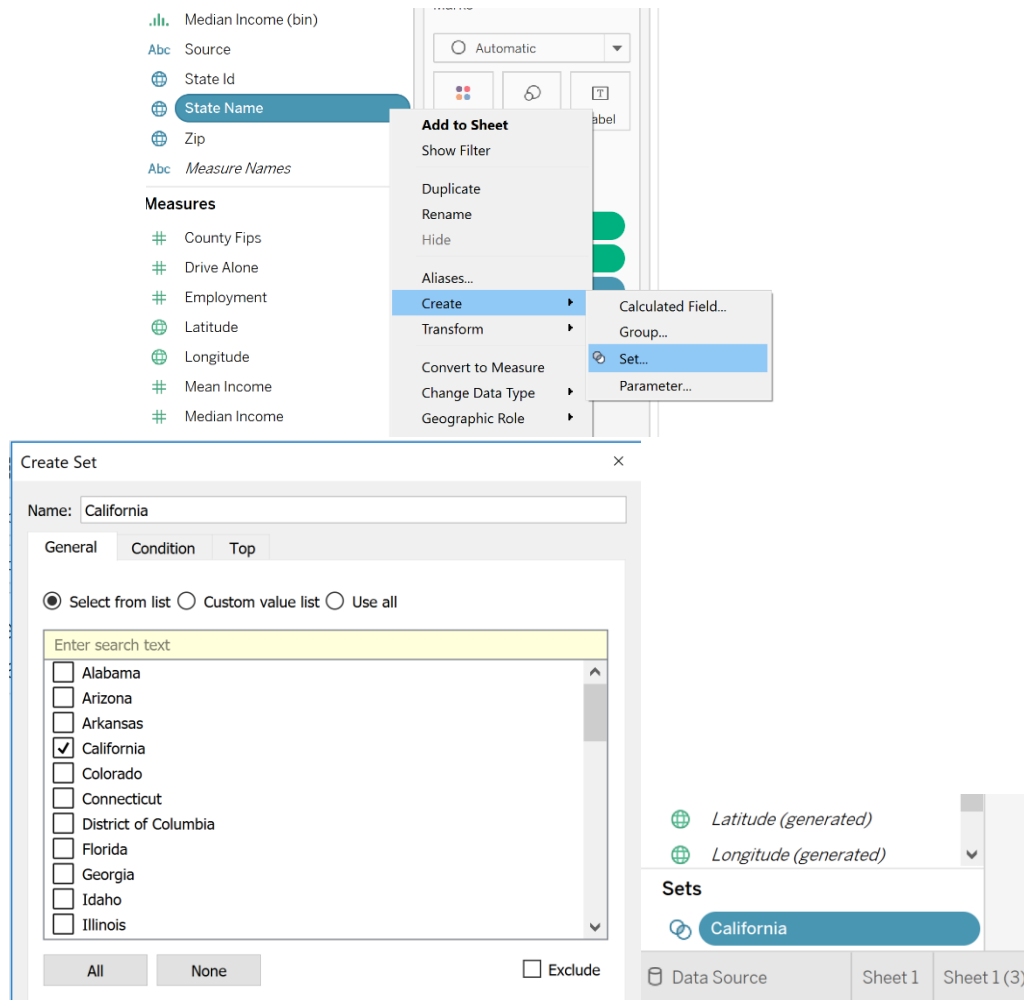 Median Income (bin)
Abc Source
State Id
State Name
Zip
Abc Measure Names
Measures
County Fips
Drive Alone
Employment
Latitude
Longitude
Mean Income
Median Income
Automatic
T
abel
Add to Sheet
Show Filter
Duplicate
Rename
Hide
Aliases...
Create
Transform
Convert to Measure
Change Data Type
Geographic Role
Calculated Field...
Group...
Set...
Parameter...
Create Set
Name: California
General Condition Top
Select from list Custom value list Use all
Enter search text
Alabama
Arizona
Arkansas
California
Colorado
Connecticut
District of Columbia
Florida
Georgia
Idaho
Illinois
All None Exclude
Latitude (generated)
Longitude (generated)
Sets
California
Data Source Sheet 1 Sheet 1 (3)